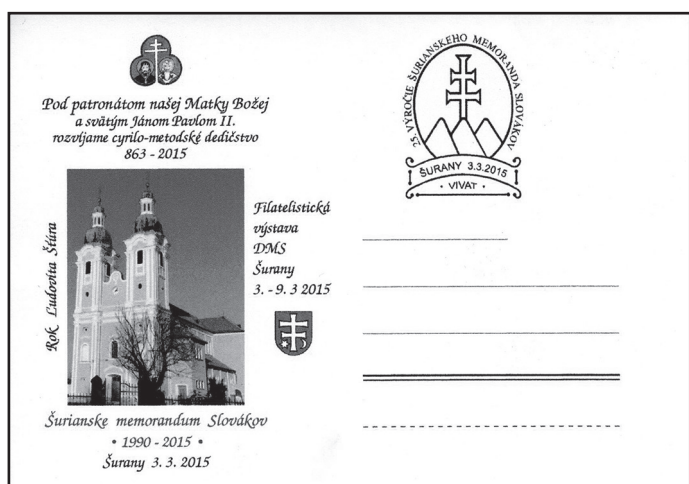 Pod patronátom našej Matky Božej
a svätým Jánom Pavlom II.
rozvíjame cyrilo-metodské dedičstvo
863 - 2015
Rok Ľudovíta Štúra
Filatelistická
výstava
DMS
Šurany
3. - 9. 3 2015
Šurianske memorandum Slovákov
• 1990 - 2015 •
Šurany 3. 3. 2015
25. VÝROČIE ŠURIANSKEHO MEMORANDA SLOVÁKOV
ŠURANY 3.3.2015
· VIVAT ·